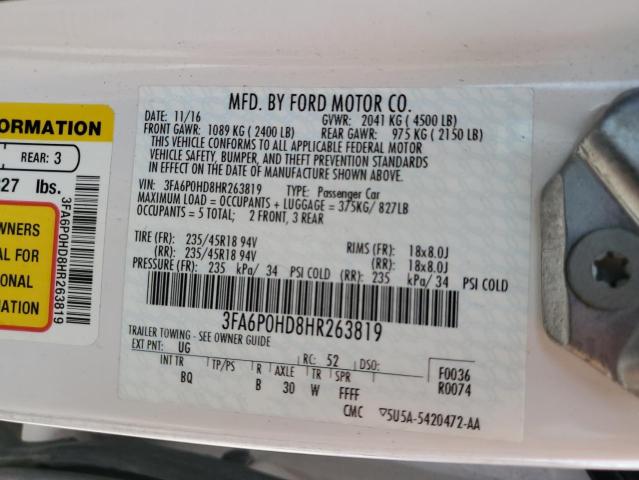 MFD. BY FORD MOTOR CO.
DATE: 11/16 GVWR: 2041 KG ( 4500 LB)
FRONT GAWR: 1089 KG ( 2400 LB) REAR GAWR: 975 KG ( 2150 LB)
THIS VEHICLE CONFORMS TO ALL APPLICABLE FEDERAL MOTOR
VEHICLE SAFETY, BUMPER, AND THEFT PREVENTION STANDARDS
IN EFFECT ON THE DATE OF MANUFACTURE SHOWN ABOVE.
VIN: 3FA6P0HD8HR263819 TYPE: Passenger Car
MAXIMUM LOAD = OCCUPANTS + LUGGAGE = 375KG/ 827LB
OCCUPANTS = 5 TOTAL; 2 FRONT, 3 REAR
TIRE (FR): 235/45R18 94V RIMS (FR): 18x8.0J
(RR): 235/45R18 94V (RR): 18x8.0J
PRESSURE (FR): 235 kPa/ 34 PSI COLD (RR): 235 kPa/ 34 PSI COLD
3FA6P0HD8HR263819
TRAILER TOWING - SEE OWNER GUIDE
EXT PNT: UG RC: 52 DSO: F0036
R0074
INT TR TP/PS R AXLE TR SPR
BQ B 30 W FFFF
CMC ▽5U5A-5420472-AA
ORMATION
REAR: 3
827 lbs.
3FA6P0HD8HR263819
WNERS
AL FOR
IONAL
MATION